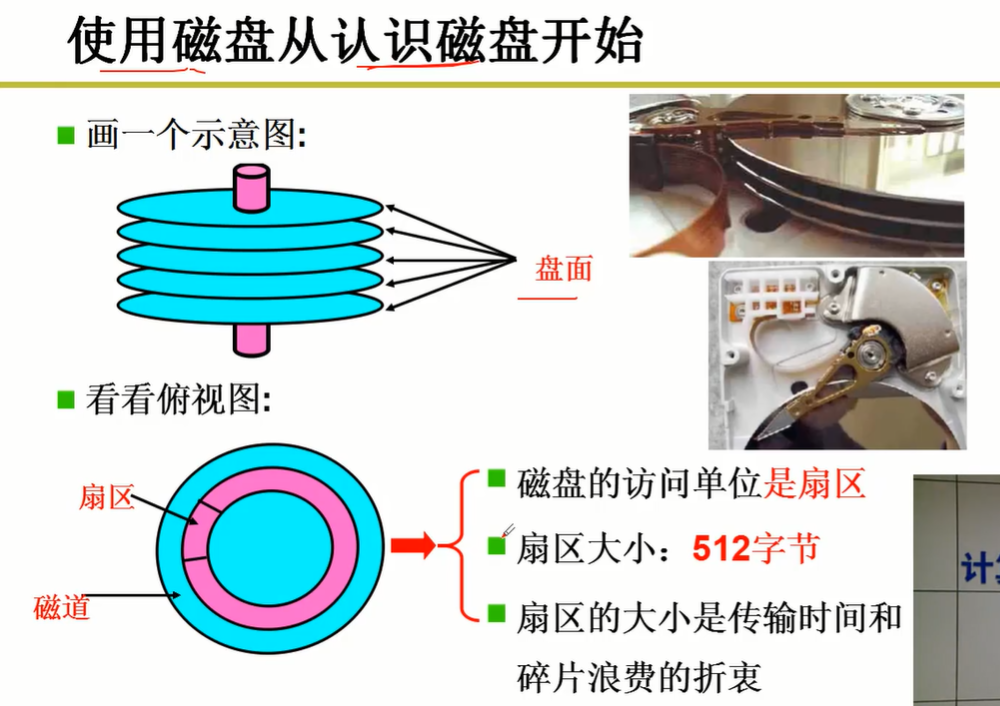 使用磁盘从认识磁盘开始
画一个示意图:
盘面
看看俯视图:
扇区
磁道
磁盘的访问单位是扇区
扇区大小：512字节
扇区的大小是传输时间和
碎片浪费的折衷
计